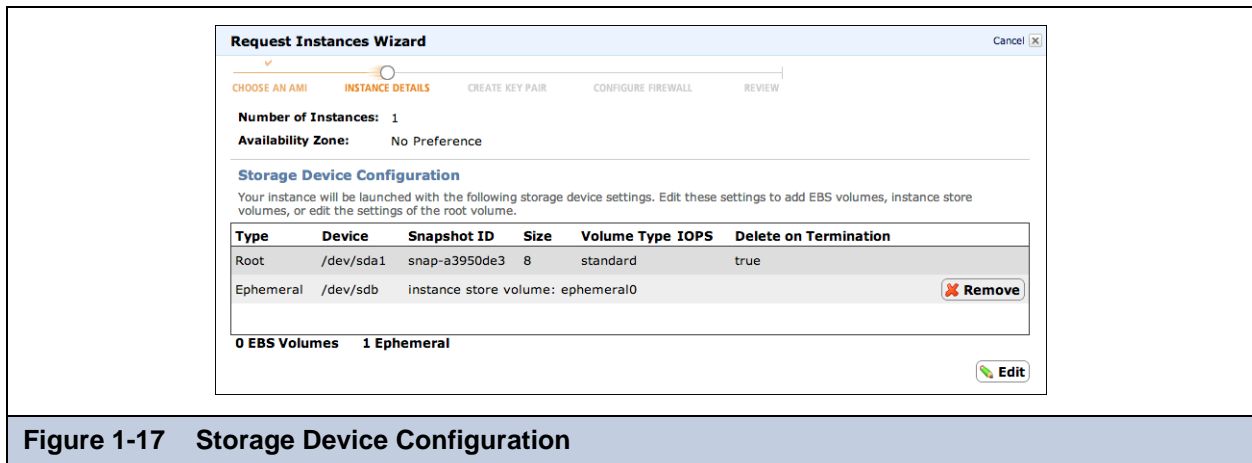 Request Instances Wizard Cancel
CHOOSE AN AMI INSTANCE DETAILS CREATE KEY PAIR CONFIGURE FIREWALL REVIEW
Number of Instances: 1
Availability Zone: No Preference
Storage Device Configuration
Your instance will be launched with the following storage device settings. Edit these settings to add EBS volumes, instance store
volumes, or edit the settings of the root volume.
Type Device Snapshot ID Size Volume Type IOPS Delete on Termination
Root /dev/sda1 snap-a3950de3 8 standard true
Ephemeral /dev/sdb instance store volume: ephemeral0 Remove
0 EBS Volumes 1 Ephemeral
Edit
Figure 1-17 Storage Device Configuration